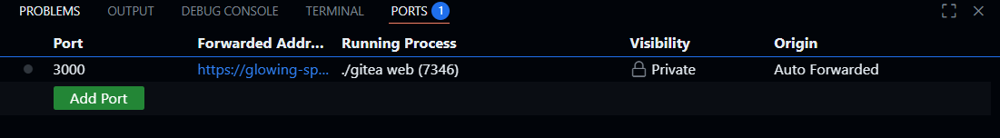 PROBLEMS OUTPUT DEBUG CONSOLE TERMINAL PORTS 1
Port Forwarded Addr... Running Process Visibility Origin
3000 https://glowing-sp... ./gitea web (7346) Private Auto Forwarded
Add Port